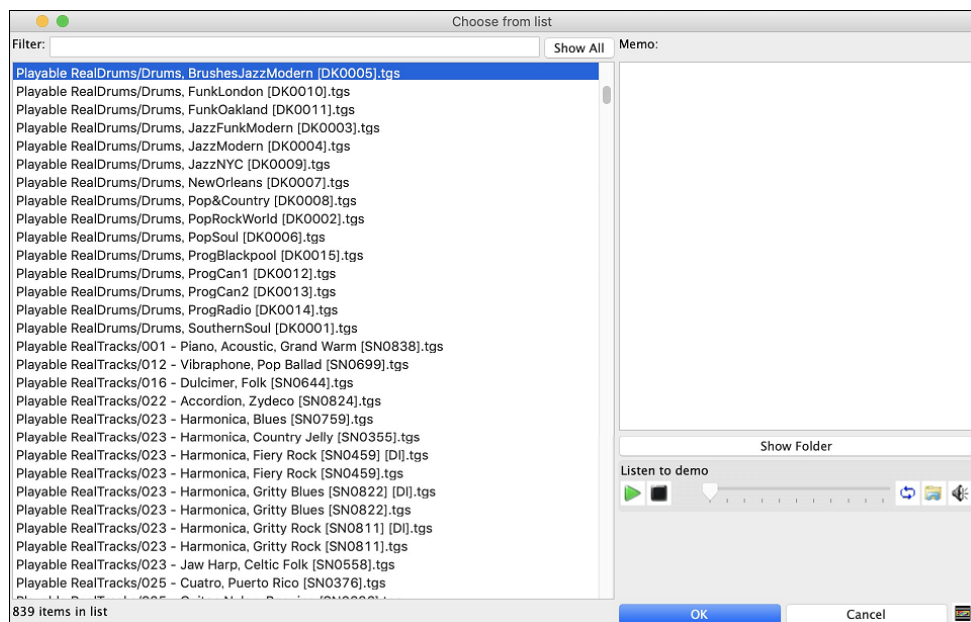 Choose from list
Filter:
Show All
Memo:
Playable RealDrums/Drums, BrushesJazzModern [DK0005].tgs
Playable RealDrums/Drums, FunkLondon [DK0010].tgs
Playable RealDrums/Drums, FunkOakland [DK0011].tgs
Playable RealDrums/Drums, JazzFunkModern [DK0003].tgs
Playable RealDrums/Drums, JazzModern [DK0004].tgs
Playable RealDrums/Drums, JazzNYC [DK0009].tgs
Playable RealDrums/Drums, NewOrleans [DK0007].tgs
Playable RealDrums/Drums, Pop&Country [DK0008].tgs
Playable RealDrums/Drums, PopRockWorld [DK0002].tgs
Playable RealDrums/Drums, PopSoul [DK0006].tgs
Playable RealDrums/Drums, ProgBlackpool [DK0015].tgs
Playable RealDrums/Drums, ProgCan1 [DK0012].tgs
Playable RealDrums/Drums, ProgCan2 [DK0013].tgs
Playable RealDrums/Drums, ProgRadio [DK0014].tgs
Playable RealDrums/Drums, SouthernSoul [DK0001].tgs
Playable RealTracks/001 - Piano, Acoustic, Grand Warm [SN0838].tgs
Playable RealTracks/012 - Vibraphone, Pop Ballad [SN0699].tgs
Playable RealTracks/016 - Dulcimer, Folk [SN0644].tgs
Playable RealTracks/022 - Accordion, Zydeco [SN0824].tgs
Playable RealTracks/023 - Harmonica, Blues [SN0759].tgs
Playable RealTracks/023 - Harmonica, Country Jelly [SN0355].tgs
Playable RealTracks/023 - Harmonica, Fiery Rock [SN0459] [DI].tgs
Playable RealTracks/023 - Harmonica, Fiery Rock [SN0459].tgs
Playable RealTracks/023 - Harmonica, Gritty Blues [SN0822] [DI].tgs
Playable RealTracks/023 - Harmonica, Gritty Blues [SN0822].tgs
Playable RealTracks/023 - Harmonica, Gritty Rock [SN0811] [DI].tgs
Playable RealTracks/023 - Harmonica, Gritty Rock [SN0811].tgs
Playable RealTracks/023 - Jaw Harp, Celtic Folk [SN0558].tgs
Playable RealTracks/025 - Cuatro, Puerto Rico [SN0376].tgs
839 items in list
Show Folder
Listen to demo
OK
Cancel